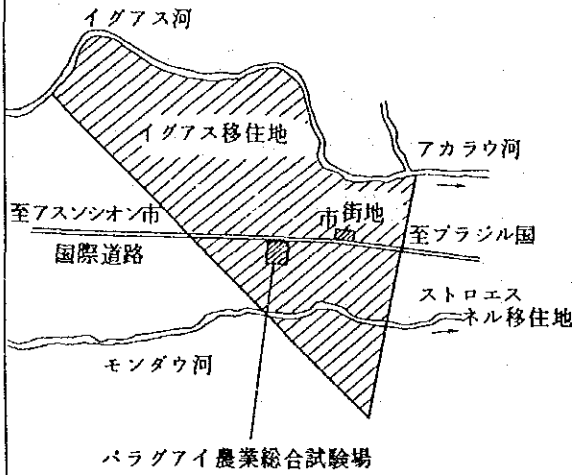 イグアス河
イグアス移住地
アカラウ河
至アスンシオン市
市街地
至ブラジル国
国際道路
ストロエス
ネル移住地
モンダウ河
パラグアイ農業総合試験場